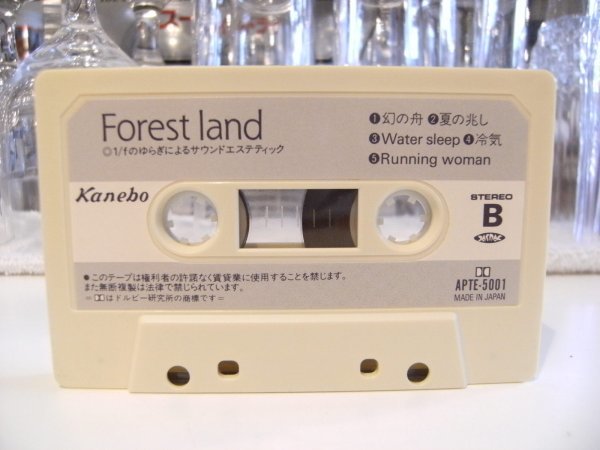 Forest land
◎1/fのゆらぎによるサウンドエステティック
❶幻の舟 ❷夏の兆し
❸Water sleep ❹冷気
❺Running woman
Kanebo
STEREO
B
●このテープは権利者の許諾なく賃貸業に使用することを禁じます。
また無断複製は法律で禁じられています。
=DDはドルビー研究所の商標です=
APTE-5001
MADE IN JAPAN